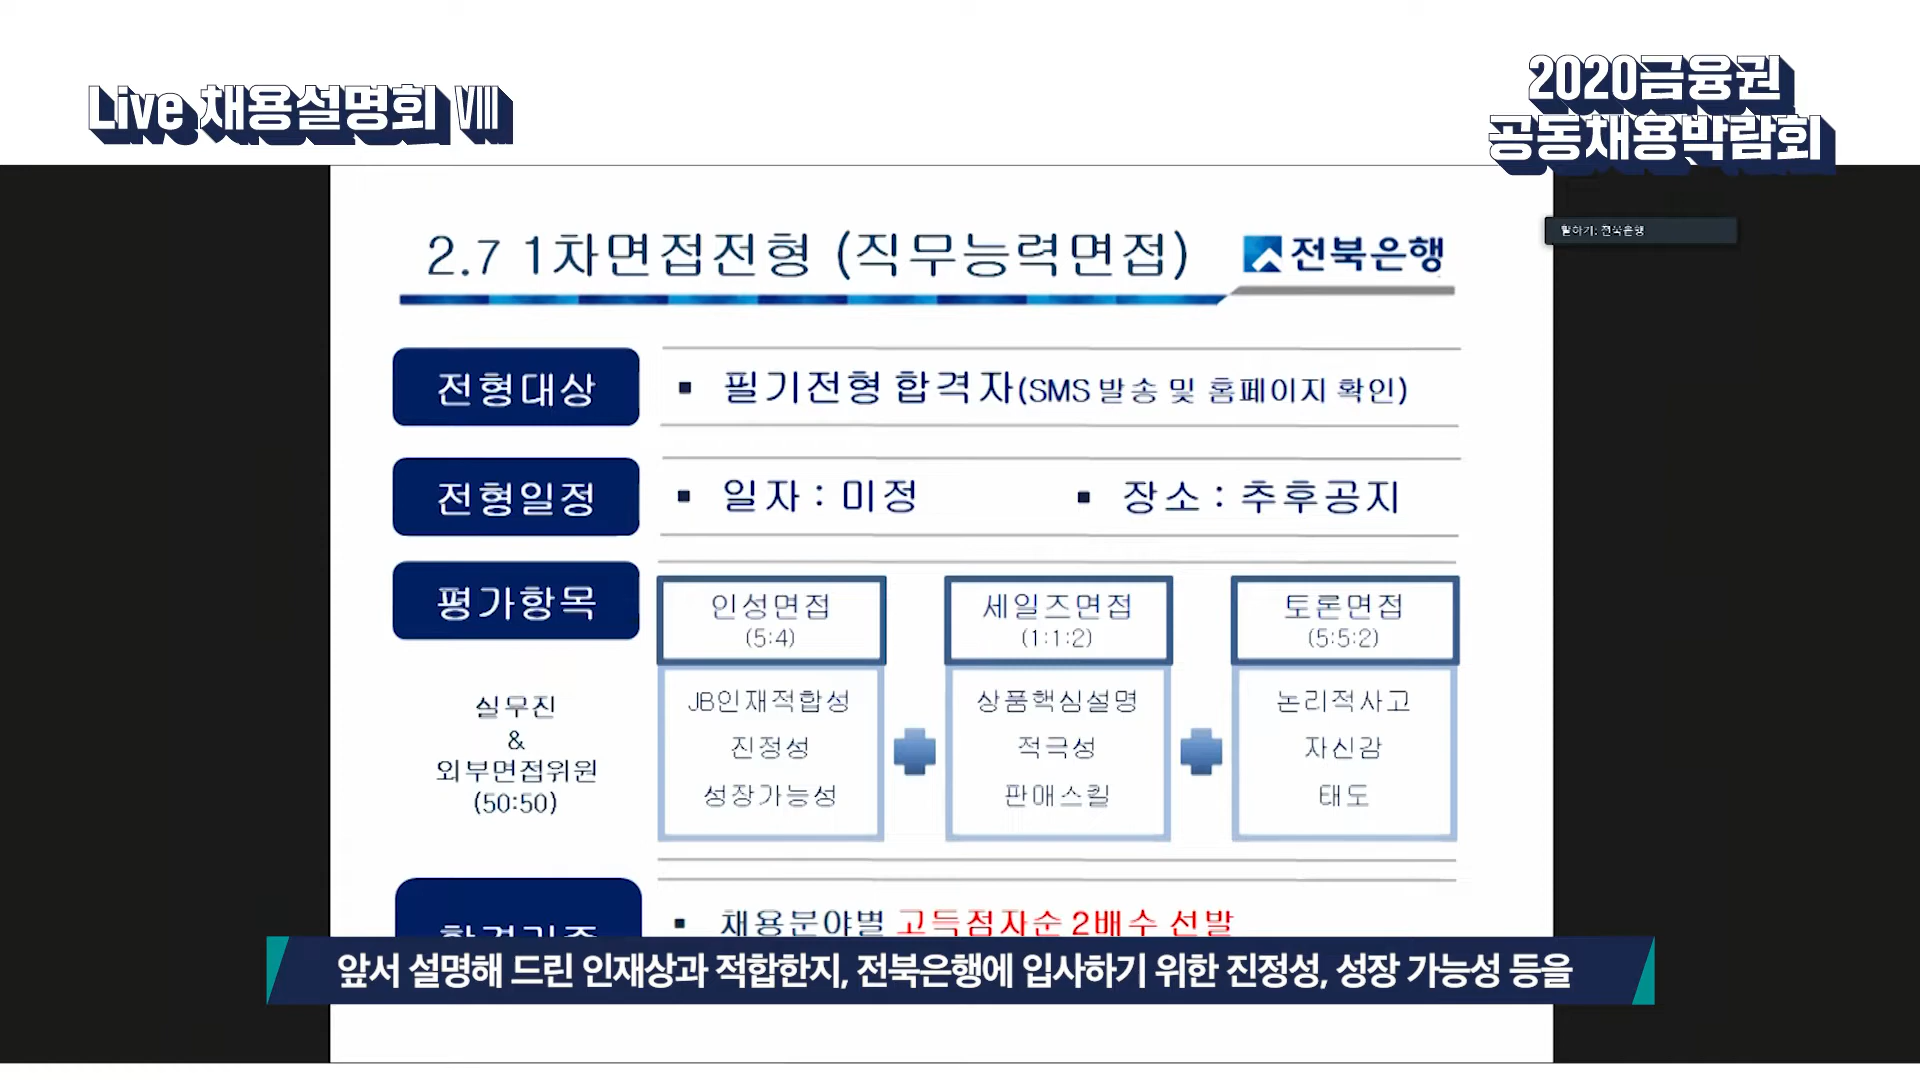 Live 채용설명회 Ⅷ
2020금융권
공동채용박람회
말하기: 전북은행
2.7 1차면접전형 (직무능력면접)
전북은행
전형대상
▪ 필기전형 합격자(SMS 발송 및 홈페이지 확인)
전형일정
▪ 일자 : 미정
▪ 장소 : 추후공지
평가항목
실무진
&
외부면접위원
(50:50)
인성면접
(5:4)
JB인재적합성
진정성
성장가능성
세일즈면접
(1:1:2)
상품핵심설명
적극성
판매스킬
토론면접
(5:5:2)
논리적사고
자신감
태도
▪ 채용분야별 고득점자순 2배수 선발
앞서 설명해 드린 인재상과 적합한지, 전북은행에 입사하기 위한 진정성, 성장 가능성 등을